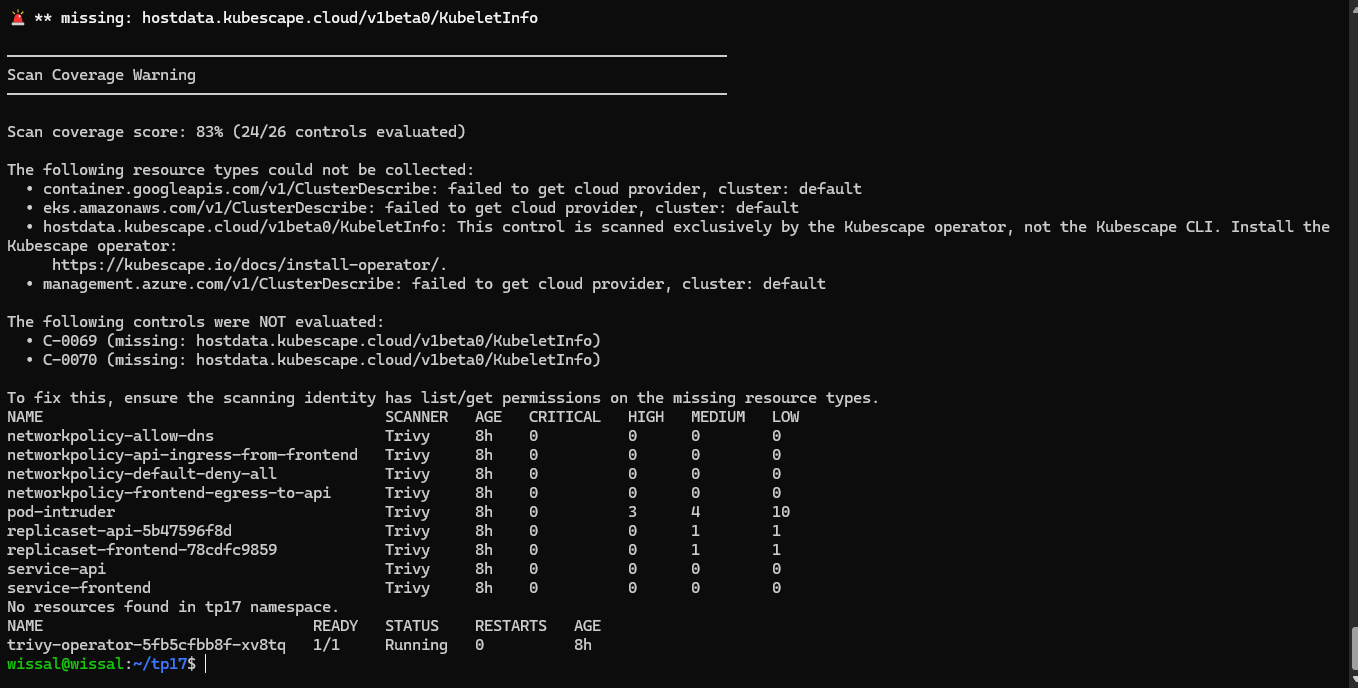 🚨 ** missing: hostdata.kubescape.cloud/v1beta0/KubeletInfo
Scan Coverage Warning
Scan coverage score: 83% (24/26 controls evaluated)
The following resource types could not be collected:
• container.googleapis.com/v1/ClusterDescribe: failed to get cloud provider, cluster: default
• eks.amazonaws.com/v1/ClusterDescribe: failed to get cloud provider, cluster: default
• hostdata.kubescape.cloud/v1beta0/KubeletInfo: This control is scanned exclusively by the Kubescape operator, not the Kubescape CLI. Install the
Kubescape operator:
https://kubescape.io/docs/install-operator/.
• management.azure.com/v1/ClusterDescribe: failed to get cloud provider, cluster: default
The following controls were NOT evaluated:
• C-0069 (missing: hostdata.kubescape.cloud/v1beta0/KubeletInfo)
• C-0070 (missing: hostdata.kubescape.cloud/v1beta0/KubeletInfo)
To fix this, ensure the scanning identity has list/get permissions on the missing resource types.
NAME SCANNER AGE CRITICAL HIGH MEDIUM LOW
networkpolicy-allow-dns Trivy 8h 0 0 0 0
networkpolicy-api-ingress-from-frontend Trivy 8h 0 0 0 0
networkpolicy-default-deny-all Trivy 8h 0 0 0 0
networkpolicy-frontend-egress-to-api Trivy 8h 0 0 0 0
pod-intruder Trivy 8h 0 3 4 10
replicaset-api-5b47596f8d Trivy 8h 0 0 1 1
replicaset-frontend-78cdfc9859 Trivy 8h 0 0 1 1
service-api Trivy 8h 0 0 0 0
service-frontend Trivy 8h 0 0 0 0
No resources found in tp17 namespace.
NAME READY STATUS RESTARTS AGE
trivy-operator-5fb5cfbb8f-xv8tq 1/1 Running 0 8h
wissal@wissal:~/tp17$